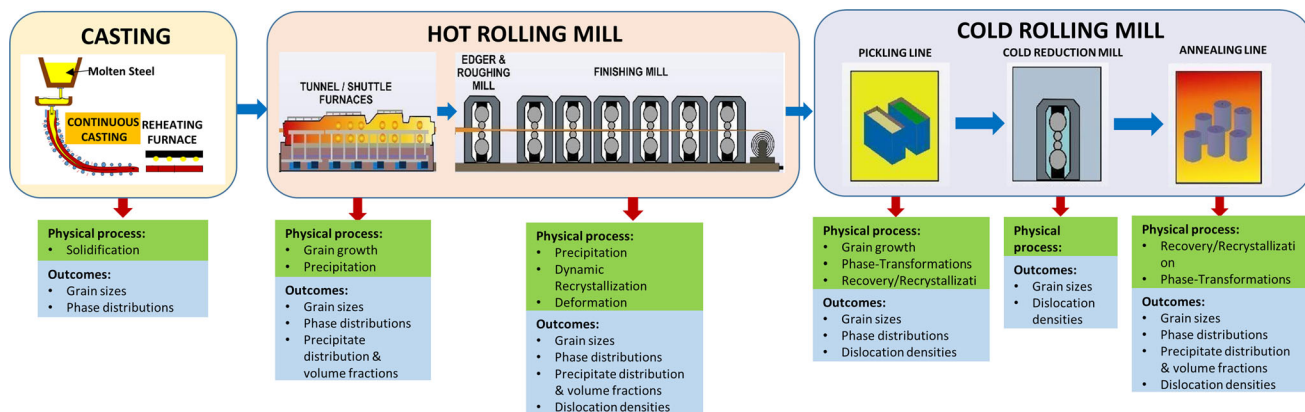 CASTING
Molten Steel
CONTINUOUS
CASTING
REHEATING
FURNACE
HOT ROLLING MILL
TUNNEL / SHUTTLE
FURNACES
EDGER &
ROUGHING
MILL
FINISHING MILL
COLD ROLLING MILL
PICKLING LINE
COLD REDUCTION MILL
ANNEALING LINE
Physical process:
• Solidification
Outcomes:
• Grain sizes
• Phase distributions
Physical process:
• Grain growth
• Precipitation
Outcomes:
• Grain sizes
• Phase distributions
• Precipitate
distribution &
volume fractions
Physical process:
• Precipitation
• Dynamic
Recrystallization
• Deformation
Outcomes:
• Grain sizes
• Phase distributions
• Precipitate distribution
& volume fractions
• Dislocation densities
Physical process:
• Grain growth
• Phase-Transformations
• Recovery/Recrystallizati
Outcomes:
• Grain sizes
• Phase distributions
• Dislocation densities
Physical
process:
Outcomes:
• Grain sizes
• Dislocation
densities
Physical process:
• Recovery/Recrystallizati
on
• Phase-Transformations
Outcomes:
• Grain sizes
• Phase distributions
• Precipitate distribution
& volume fractions
• Dislocation densities